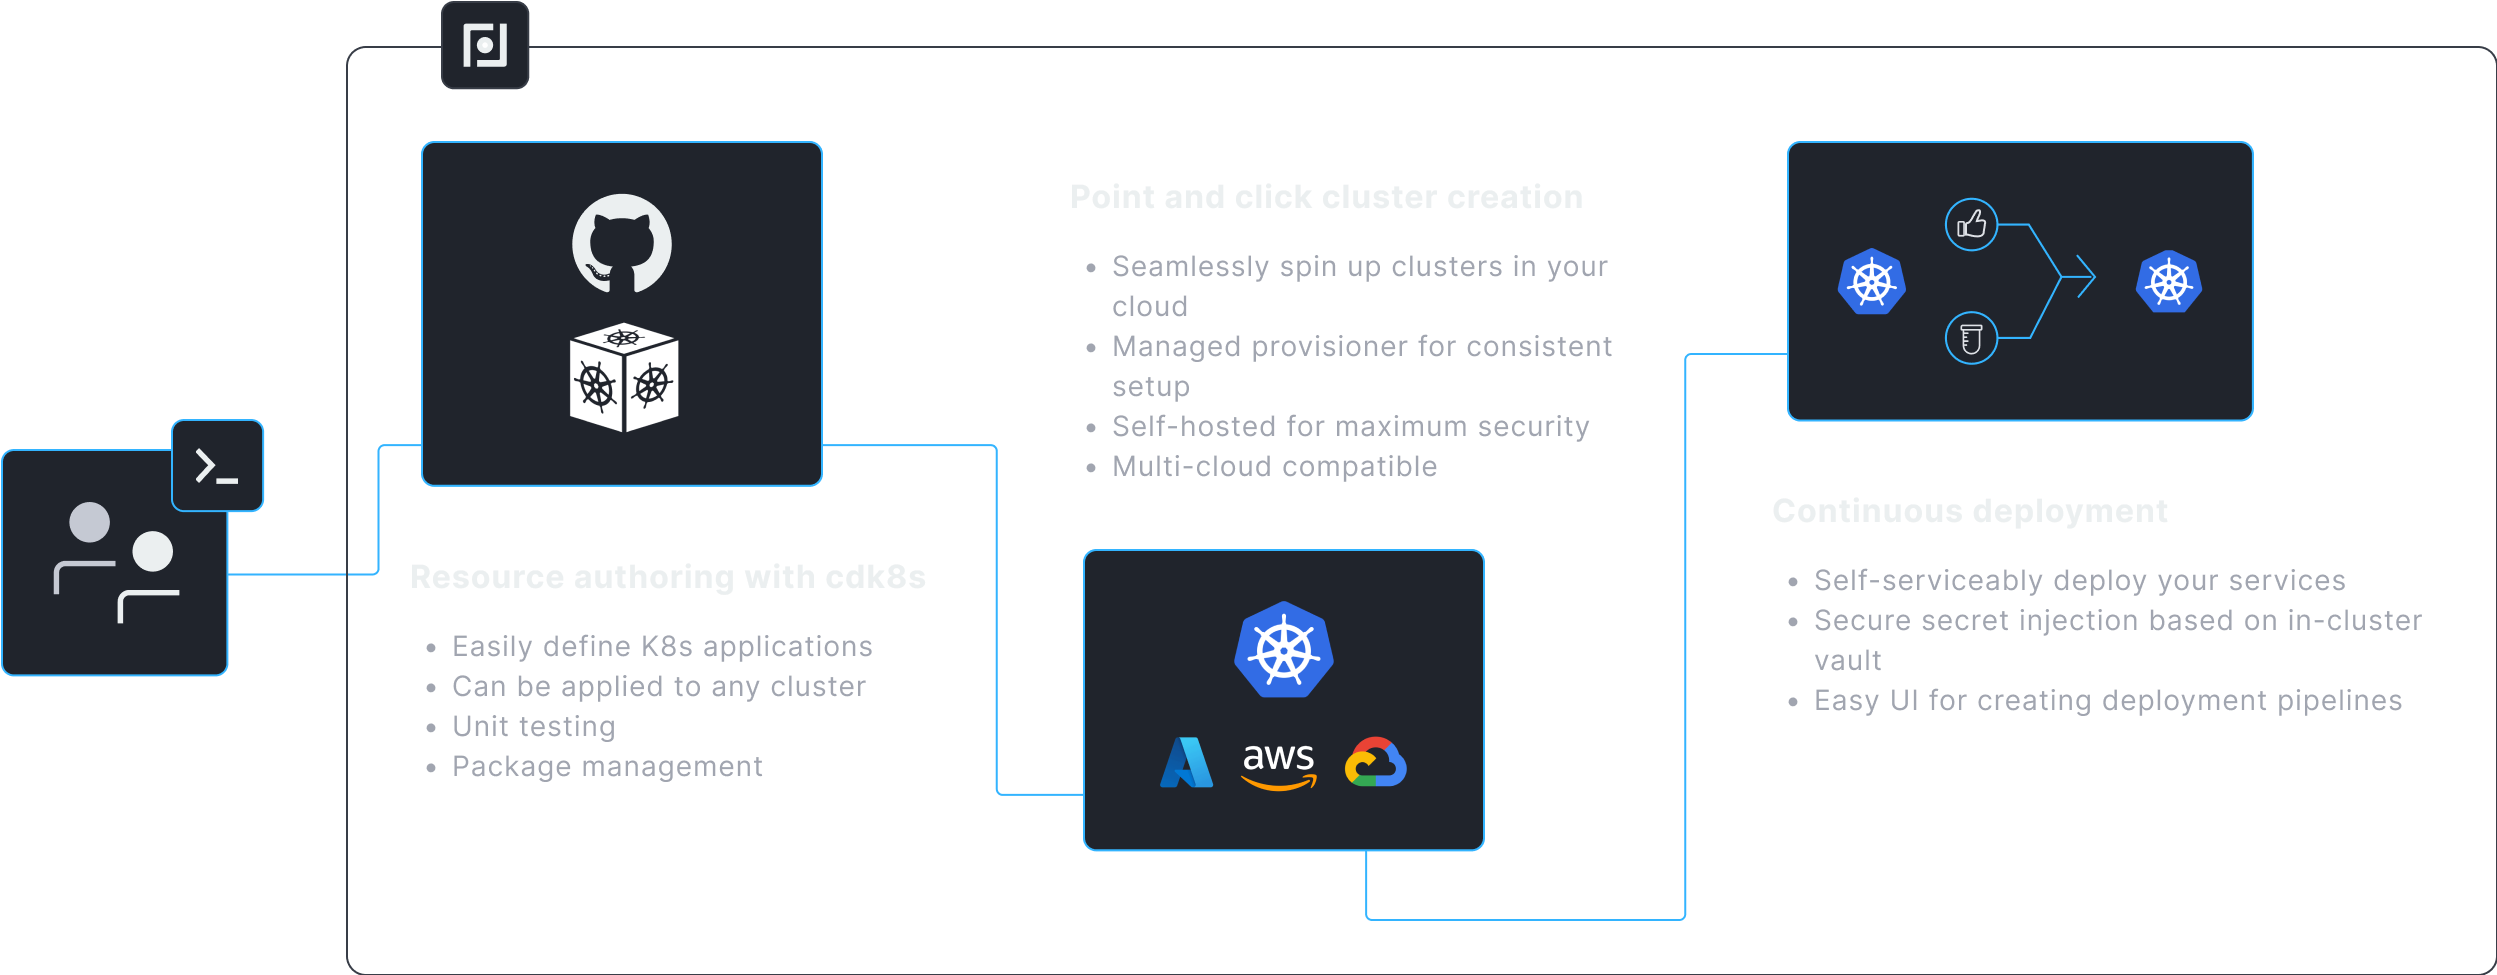 Point and click cluster creation
Seamlessly spin up clusters in your
cloud
Managed provisioner for consistent
setup
Self-hosted for maximum security
Multi-cloud compatible
Resource authoring with cdk8s
Easily define K8s applications
Can be applied to any cluster
Unit testing
Package management
aws
Continuous deployment
Self-serviceably deploy your services
Secure secret injection based on in-cluster
vault
Easy UI for creating deployment pipelines